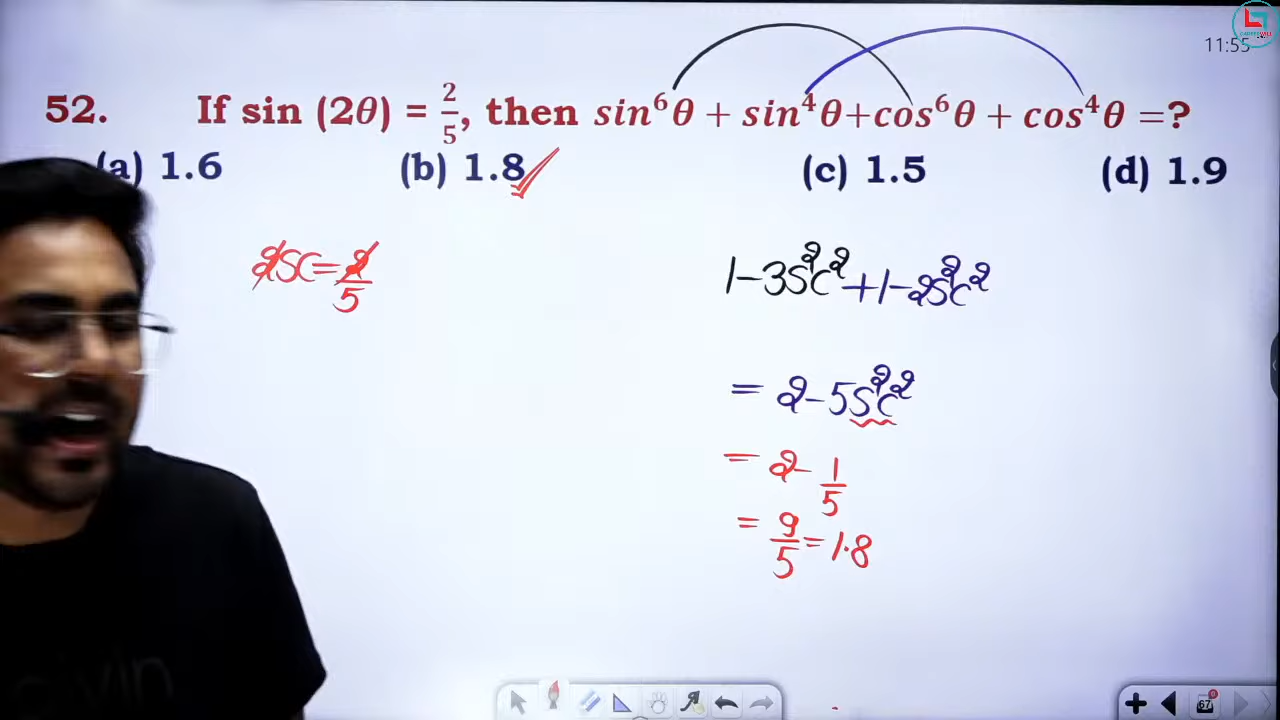 11:55
52. If sin (2θ) = 2/5, then sin⁶θ + sin⁴θ+cos⁶θ + cos⁴θ =?
(a) 1.6 (b) 1.8 (c) 1.5 (d) 1.9
2SC = 2/5
1-3S²C²+1-2S²C²
= 2-5S²C²
= 2-1/5
= 9/5 = 1.8
67